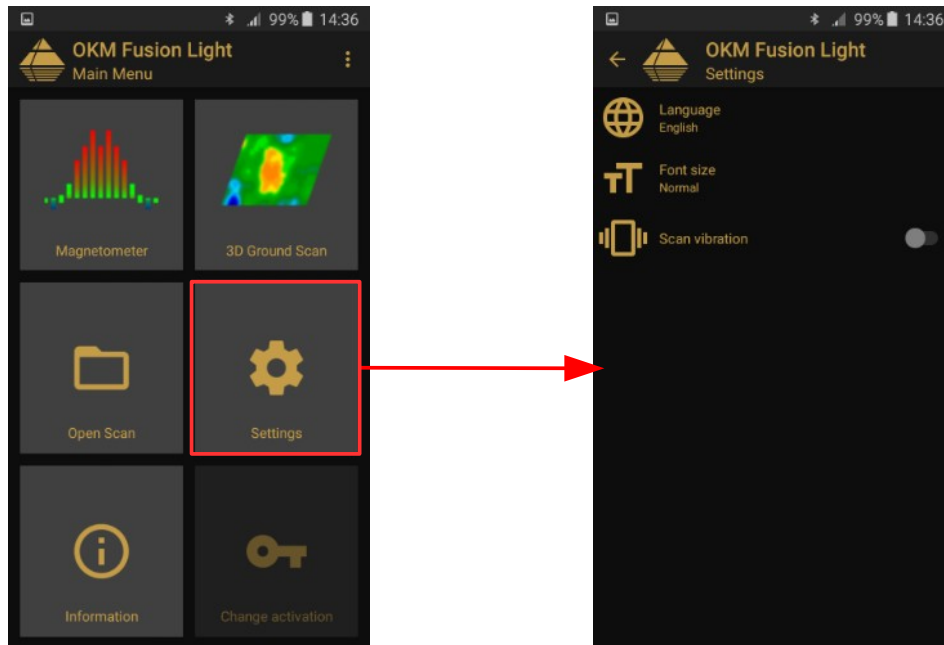 99% 14:36
OKM Fusion Light
Main Menu
Magnetometer
3D Ground Scan
Open Scan
Settings
Information
Change activation
99% 14:36
OKM Fusion Light
Settings
Language
English
Font size
Normal
Scan vibration